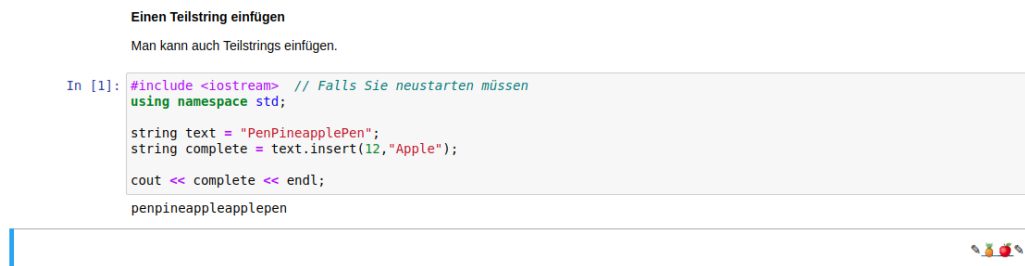 Einen Teilstring einfügen
Man kann auch Teilstrings einfügen.
In [1]: #include <iostream>  // Falls Sie neustarten müssen
using namespace std;
string text = "PenPineapplePen";
string complete = text.insert(12,"Apple");
cout << complete << endl;
penpineappleapplepen
✎🍍🍎✎